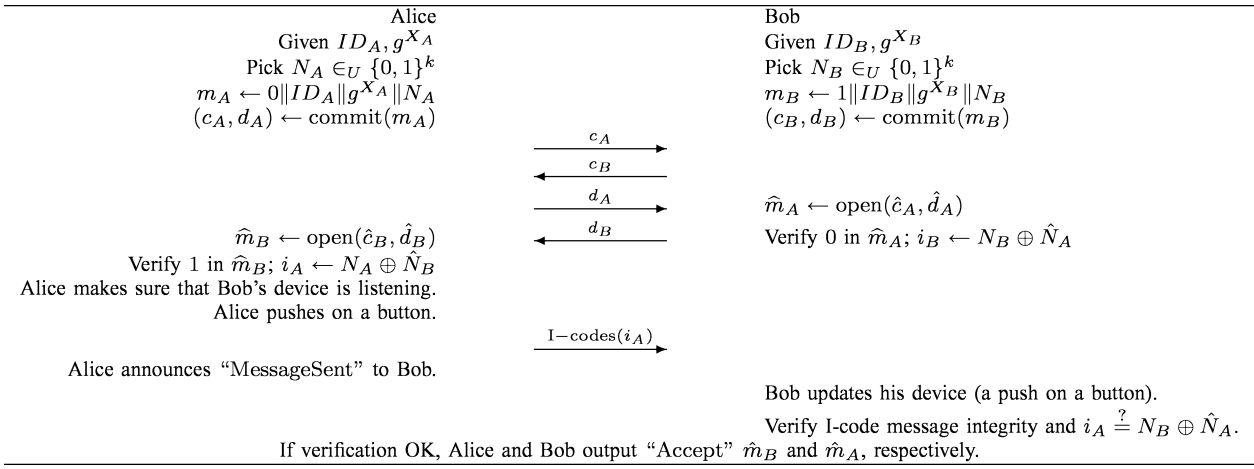 Alice Bob
Given ID_A, g^{X_A} Given ID_B, g^{X_B}
Pick N_A ∈_U {0, 1}^k Pick N_B ∈_U {0, 1}^k
m_A ← 0‖ID_A‖g^{X_A}‖N_A m_B ← 1‖ID_B‖g^{X_B}‖N_B
(c_A, d_A) ← commit(m_A) (c_B, d_B) ← commit(m_B)
c_A
c_B
d_A m̂_A ← open(ĉ_A, d̂_A)
m̂_B ← open(ĉ_B, d̂_B) d_B Verify 0 in m̂_A; i_B ← N_B ⊕ N̂_A
Verify 1 in m̂_B; i_A ← N_A ⊕ N̂_B
Alice makes sure that Bob's device is listening.
Alice pushes on a button.
I−codes(i_A)
Alice announces “MessageSent” to Bob.
Bob updates his device (a push on a button).
Verify I-code message integrity and i_A ≟ N_B ⊕ N̂_A.
If verification OK, Alice and Bob output “Accept” m̂_B and m̂_A, respectively.